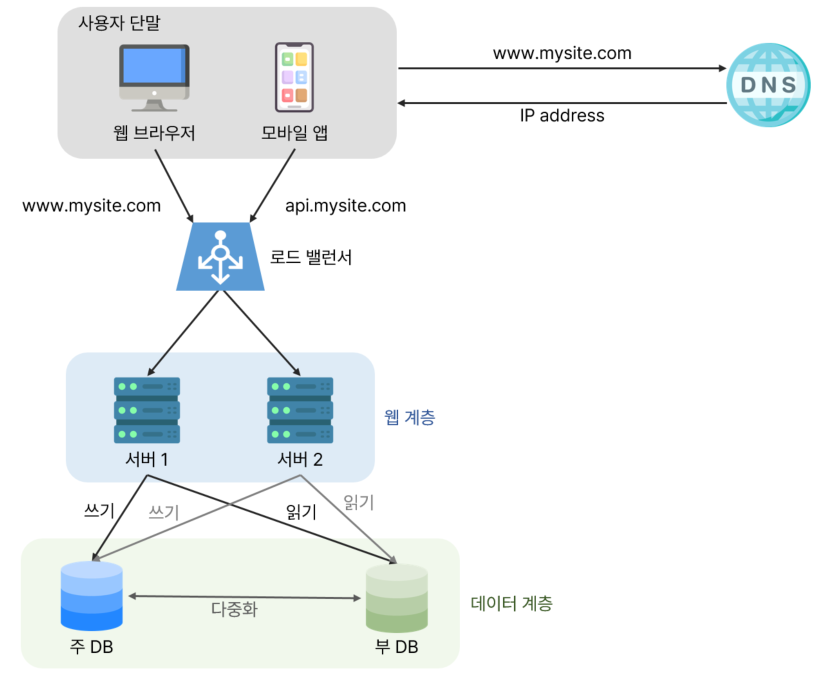 사용자 단말
웹 브라우저
모바일 앱
www.mysite.com
DNS
IP address
www.mysite.com
api.mysite.com
로드 밸런서
서버 1
서버 2
웹 계층
쓰기
쓰기
읽기
읽기
다중화
주 DB
부 DB
데이터 계층